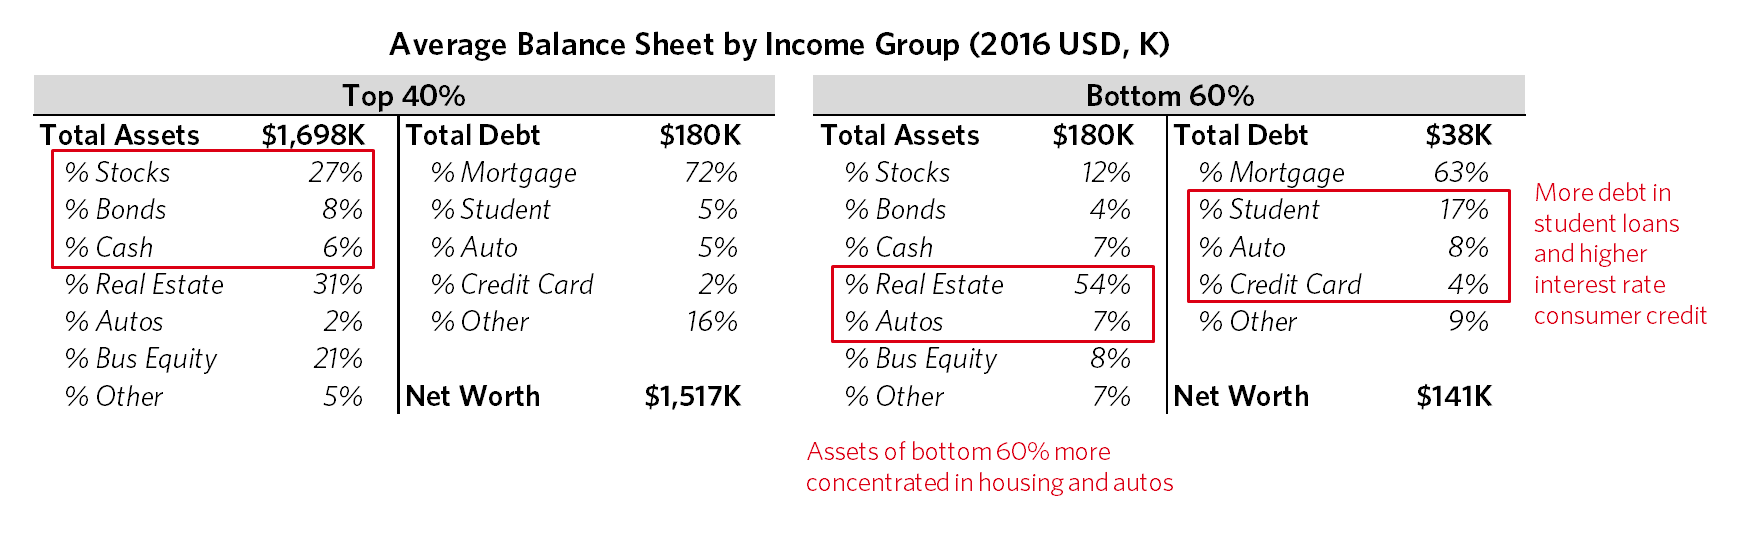 Average Balance Sheet by Income Group (2016 USD, K)
Top 40%
Total Assets $1,698K Total Debt $180K
% Stocks 27% % Mortgage 72%
% Bonds 8% % Student 5%
% Cash 6% % Auto 5%
% Real Estate 31% % Credit Card 2%
% Autos 2% % Other 16%
% Bus Equity 21%
% Other 5% Net Worth $1,517K
Bottom 60%
Total Assets $180K Total Debt $38K
% Stocks 12% % Mortgage 63%
% Bonds 4% % Student 17%
% Cash 7% % Auto 8%
% Real Estate 54% % Credit Card 4%
% Autos 7% % Other 9%
% Bus Equity 8%
% Other 7% Net Worth $141K
More debt in
student loans
and higher
interest rate
consumer credit
Assets of bottom 60% more
concentrated in housing and autos